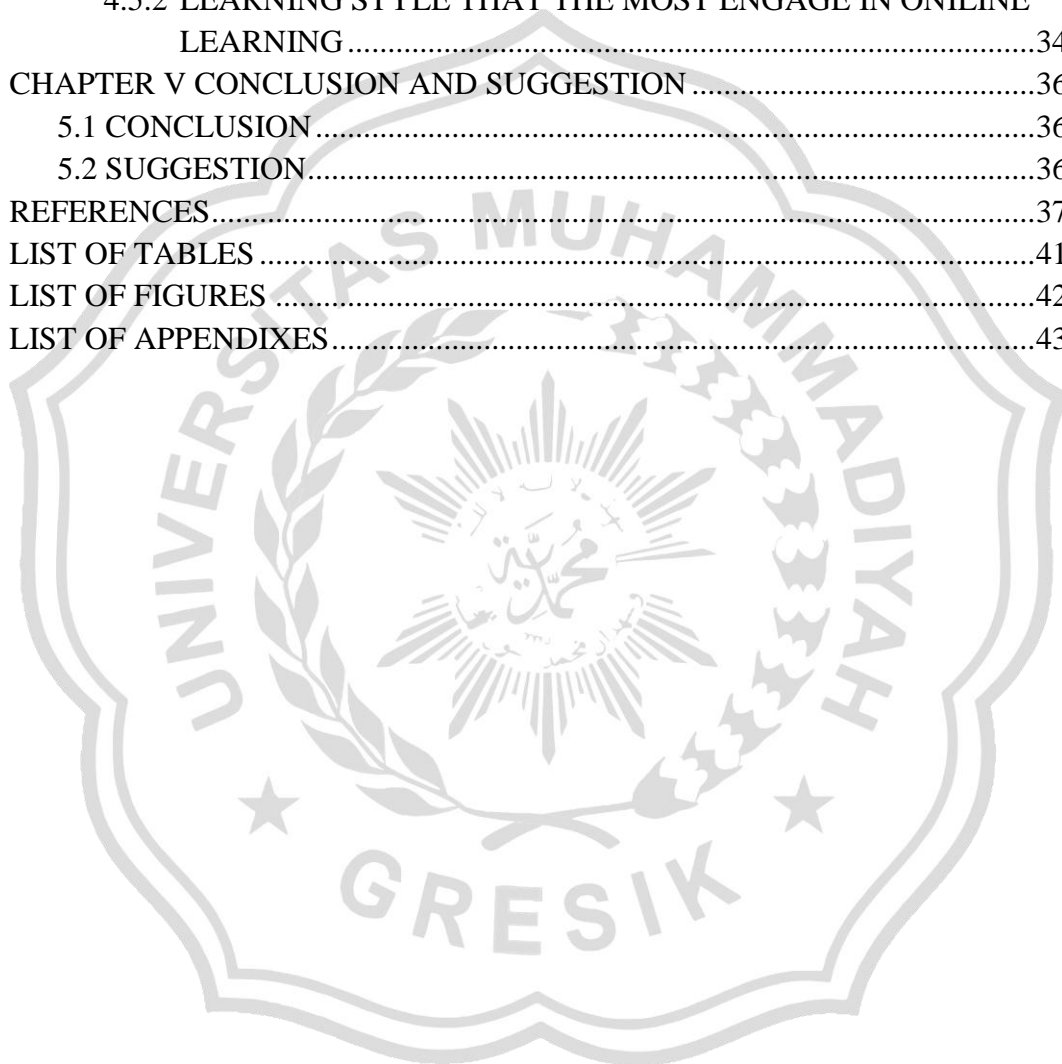 4.5.2 LEARNING STYLE THAT THE MOST ENGAGE IN ONILINE
LEARNING....................34
CHAPTER V CONCLUSION AND SUGGESTION....................36
5.1 CONCLUSION....................36
5.2 SUGGESTION....................36
REFERENCES....................37
LIST OF TABLES....................41
LIST OF FIGURES....................42
LIST OF APPENDIXES....................43
UNIVERSITAS MUHAMMADIYAH
GRESIK